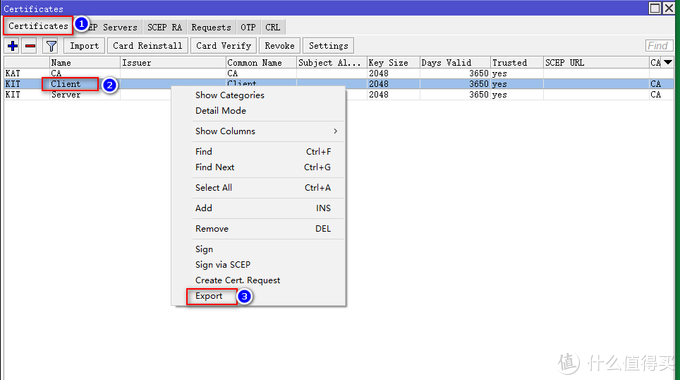 Certificates
Certificates 1 EP Servers SCEP RA Requests OTP CRL
Import Card Reinstall Card Verify Revoke Settings Find
Name Issuer Common Name Subject Al... Key Size Days Valid Trusted SCEP URL CA
KAT CA CA 2048 3650 yes
KIT Client 2 Client 2048 3650 yes CA
KIT Server 2048 3650 yes CA
Show Categories
Detail Mode
Show Columns
Find Ctrl+F
Find Next Ctrl+G
Select All Ctrl+A
Add INS
Remove DEL
Sign
Sign via SCEP
Create Cert. Request
Export 3
值 什么值得买